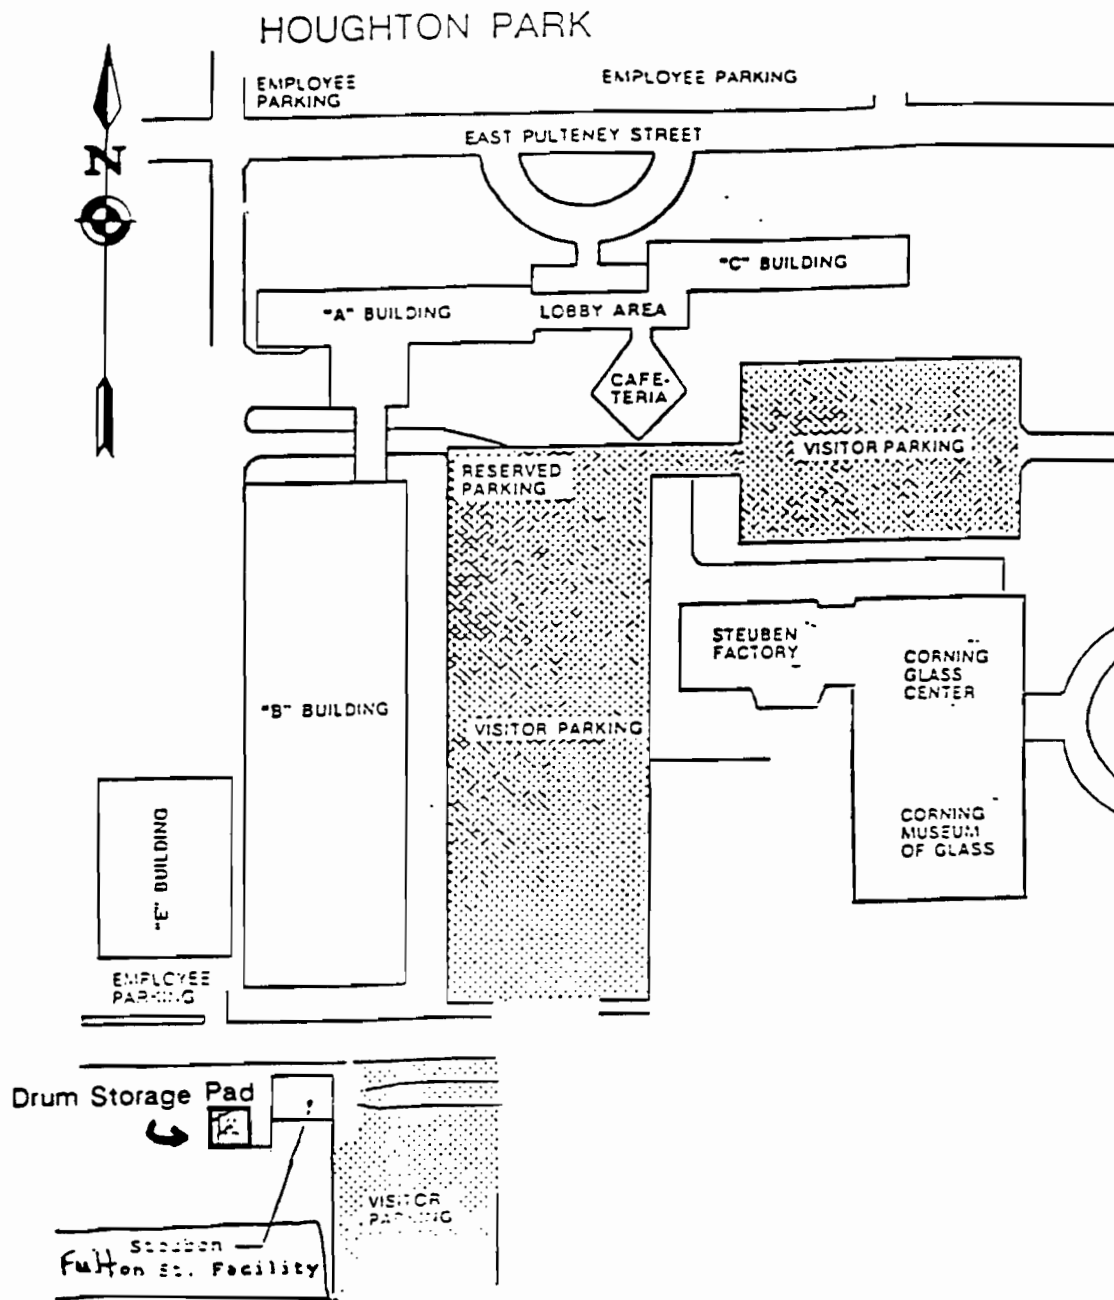 HOUGHTON PARK
EMPLOYEE
PARKING
EMPLOYEE PARKING
N
EAST PULTENEY STREET
"C" BUILDING
"A" BUILDING
LOBBY AREA
CAFE-
TERIA
VISITOR PARKING
RESERVED
PARKING
STEUBEN
FACTORY
CORNING
GLASS
CENTER
"B" BUILDING
VISITOR PARKING
CORNING
MUSEUM
OF GLASS
"E" BUILDING
EMPLOYEE
PARKING
Drum Storage Pad
VISITOR
PARKING
Steuben
Fulton St. Facility